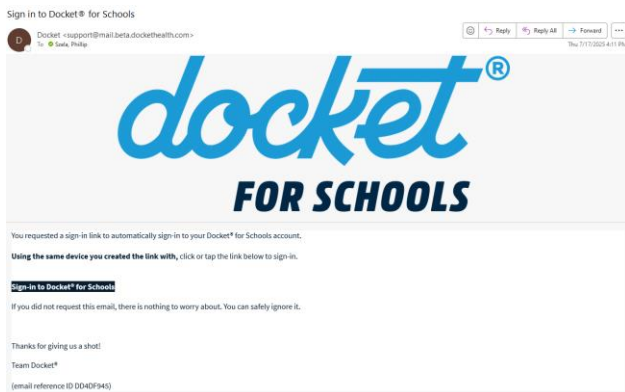 Sign in to Docket® for Schools
D
Docket <support@mail.beta.dockethealth.com>
To Seale, Phillip
Reply
Reply All
Forward
Thu 7/17/2025 4:11 PM
docket®
FOR SCHOOLS
You requested a sign-in link to automatically sign-in to your Docket® for Schools account.
Using the same device you created the link with, click or tap the link below to sign-in.
Sign-in to Docket® for Schools
If you did not request this email, there is nothing to worry about. You can safely ignore it.
Thanks for giving us a shot!
Team Docket®
(email reference ID DD4DF945)